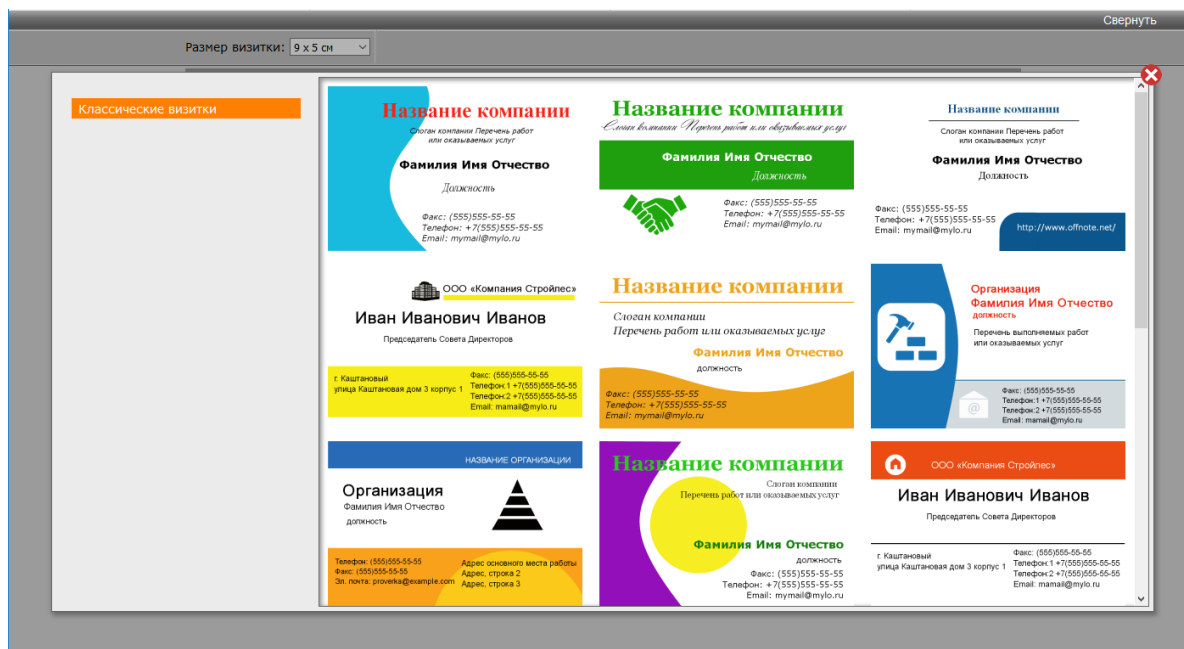 Свернуть
Размер визитки: 9 x 5 см
Классические визитки
Название компании
Слоган компании Перечень работ
или оказываемых услуг
Фамилия Имя Отчество
Должность
Факс: (555)555-55-55
Телефон: +7(555)555-55-55
Email: mymail@mylo.ru
Название компании
Слоган компании Перечень работ или оказываемых услуг
Фамилия Имя Отчество
Должность
Факс: (555)555-55-55
Телефон: +7(555)555-55-55
Email: mymail@mylo.ru
Название компании
Слоган компании Перечень работ
или оказываемых услуг
Фамилия Имя Отчество
Должность
Факс: (555)555-55-55
Телефон: +7(555)555-55-55
Email: mymail@mylo.ru
http://www.offnote.net/
ООО «Компания Стройлес»
Иван Иванович Иванов
Председатель Совета Директоров
г. Каштановый
улица Каштановая дом 3 корпус 1
Факс: (555)555-55-55
Телефон:1 +7(555)555-55-55
Телефон:2 +7(555)555-55-55
Email: mamail@mylo.ru
Название компании
Слоган компании
Перечень работ или оказываемых услуг
Фамилия Имя Отчество
должность
Факс: (555)555-55-55
Телефон: +7(555)555-55-55
Email: mymail@mylo.ru
Организация
Фамилия Имя Отчество
должность
Перечень выполняемых работ
или оказываемых услуг
@
Факс: (555)555-55-55
Телефон:1 +7(555)555-55-55
Телефон:2 +7(555)555-55-55
Email: mamail@mylo.ru
НАЗВАНИЕ ОРГАНИЗАЦИИ
Организация
Фамилия Имя Отчество
должность
Телефон: (555)555-55-55
Факс: (555)555-55-55
Эл. почта: proverka@example.com
Адрес основного места работы
Адрес, строка 2
Адрес, строка 3
Название компании
Слоган компании
Перечень работ или оказываемых услуг
Фамилия Имя Отчество
должность
Факс: (555)555-55-55
Телефон: +7(555)555-55-55
Email: mymail@mylo.ru
ООО «Компания Стройлес»
Иван Иванович Иванов
Председатель Совета Директоров
г. Каштановый
улица Каштановая дом 3 корпус 1
Факс: (555)555-55-55
Телефон:1 +7(555)555-55-55
Телефон:2 +7(555)555-55-55
Email: mamail@mylo.ru